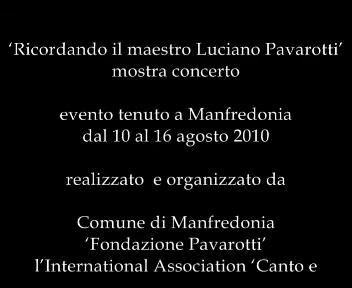 ‘Ricordando il maestro Luciano Pavarotti’
mostra concerto
evento tenuto a Manfredonia
dal 10 al 16 agosto 2010
realizzato e organizzato da
Comune di Manfredonia
‘Fondazione Pavarotti’
l’International Association ‘Canto e